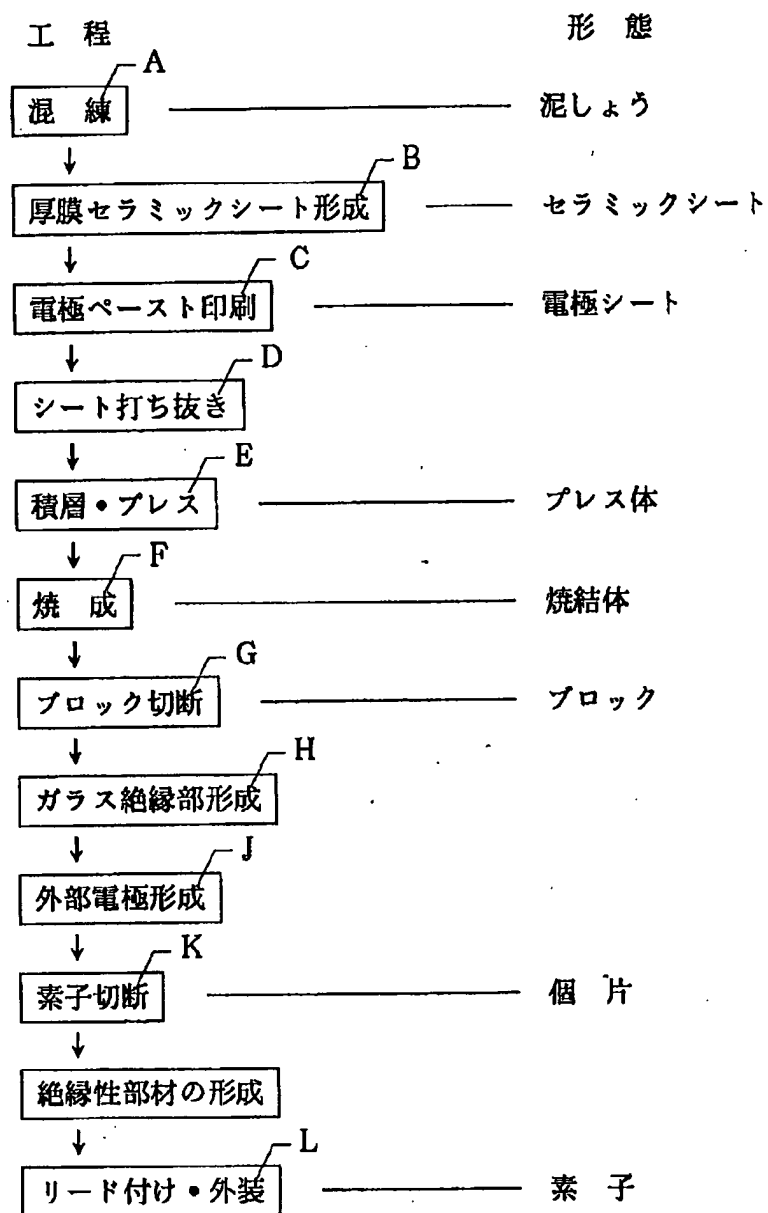 工程 形態
A
混練 泥しょう
↓
B
厚膜セラミックシート形成 セラミックシート
↓
C
電極ペースト印刷 電極シート
↓
D
シート打ち抜き
↓
E
積層・プレス プレス体
↓
F
焼成 焼結体
↓
G
ブロック切断 ブロック
↓
H
ガラス絶縁部形成
↓
J
外部電極形成
↓
K
素子切断 個片
↓
絶縁性部材の形成
↓
L
リード付け・外装 素子